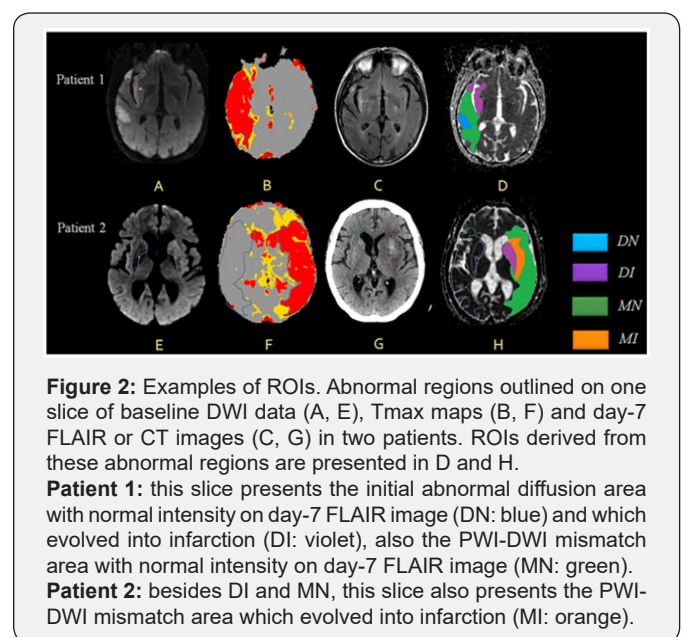 Patient 1
A
B
C
D
Patient 2
DN
DI
MN
MI
E
F
G
H
Figure 2: Examples of ROIs. Abnormal regions outlined on one
slice of baseline DWI data (A, E), Tmax maps (B, F) and day-7
FLAIR or CT images (C, G) in two patients. ROIs derived from
these abnormal regions are presented in D and H.
Patient 1: this slice presents the initial abnormal diffusion area
with normal intensity on day-7 FLAIR image (DN: blue) and which
evolved into infarction (DI: violet), also the PWI-DWI mismatch
area with normal intensity on day-7 FLAIR image (MN: green).
Patient 2: besides DI and MN, this slice also presents the PWI-
DWI mismatch area which evolved into infarction (MI: orange).